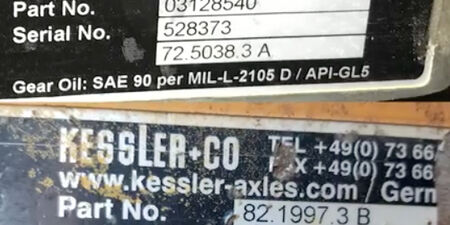 Part No. 03128540
Serial No. 528373
72.5038.3 A
Gear Oil: SAE 90 per MIL-L-2105 D / API-GL5
KESSLER+CO TEL +49(0) 73 66
FAX +49(0) 73 66
www.kessler-axles.com / Germ
Part No. 82.1997.3 B